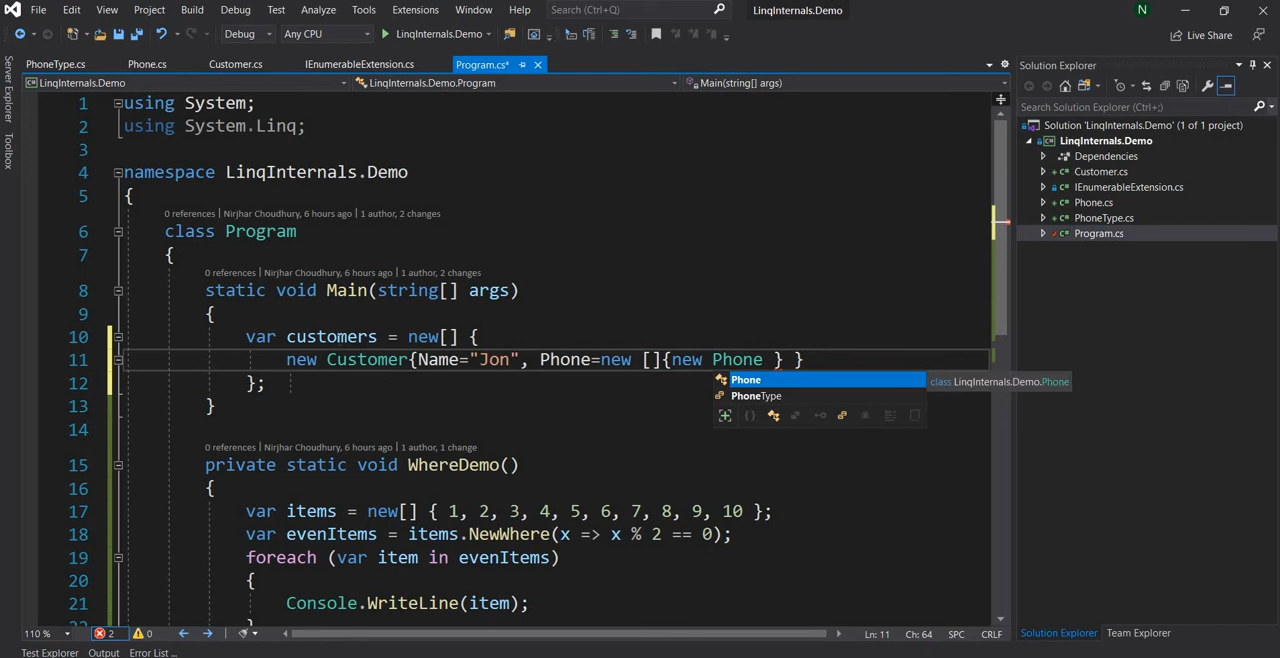 File Edit View Project Build Debug Test Analyze Tools Extensions Window Help Search (Ctrl+Q) LinqInternals.Demo N
Debug Any CPU LinqInternals.Demo Live Share
PhoneType.cs Phone.cs Customer.cs IEnumerableExtension.cs Program.cs*
LinqInternals.Demo LinqInternals.Demo.Program Main(string[] args)
Server Explorer
Toolbox
1 using System;
2 using System.Linq;
3
4 namespace LinqInternals.Demo
5 {
0 references | Nirjhar Choudhury, 6 hours ago | 1 author, 2 changes
6 class Program
7 {
0 references | Nirjhar Choudhury, 6 hours ago | 1 author, 2 changes
8 static void Main(string[] args)
9 {
10 var customers = new[] {
11 new Customer{Name="Jon", Phone=new []{new Phone } }
12 };
13 }
14
0 references | Nirjhar Choudhury, 6 hours ago | 1 author, 1 change
15 private static void WhereDemo()
16 {
17 var items = new[] { 1, 2, 3, 4, 5, 6, 7, 8, 9, 10 };
18 var evenItems = items.NewWhere(x => x % 2 == 0);
19 foreach (var item in evenItems)
20 {
21 Console.WriteLine(item);
Phone
PhoneType
class LinqInternals.Demo.Phone
Solution Explorer
Search Solution Explorer (Ctrl+;)
Solution 'LinqInternals.Demo' (1 of 1 project)
LinqInternals.Demo
Dependencies
Customer.cs
IEnumerableExtension.cs
Phone.cs
PhoneType.cs
Program.cs
Solution Explorer Team Explorer
110 % 2 0 Ln: 11 Ch: 64 SPC CRLF
Test Explorer Output Error List ...